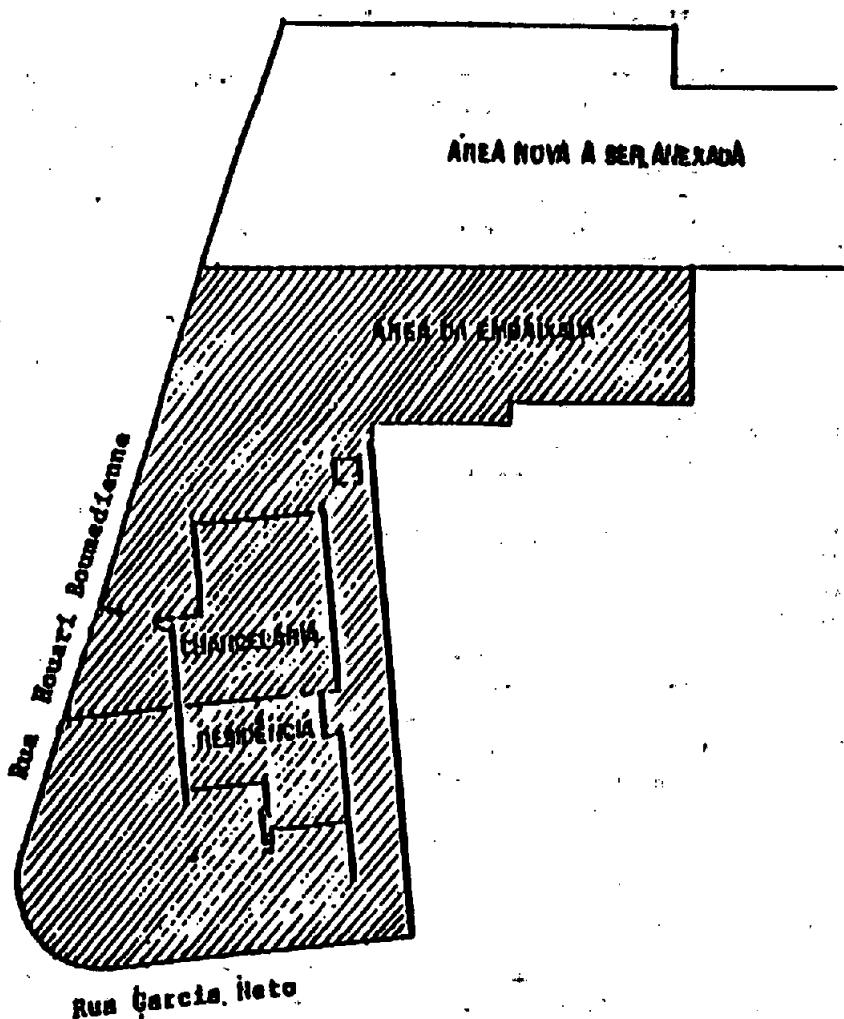 ÁREA NOVA A SER ANEXADA
ÁREA DA EMBAIXADA
Rua Houari Boumedienne
CHANCELARIA
RESIDÊNCIA
Rua Garcia Neto